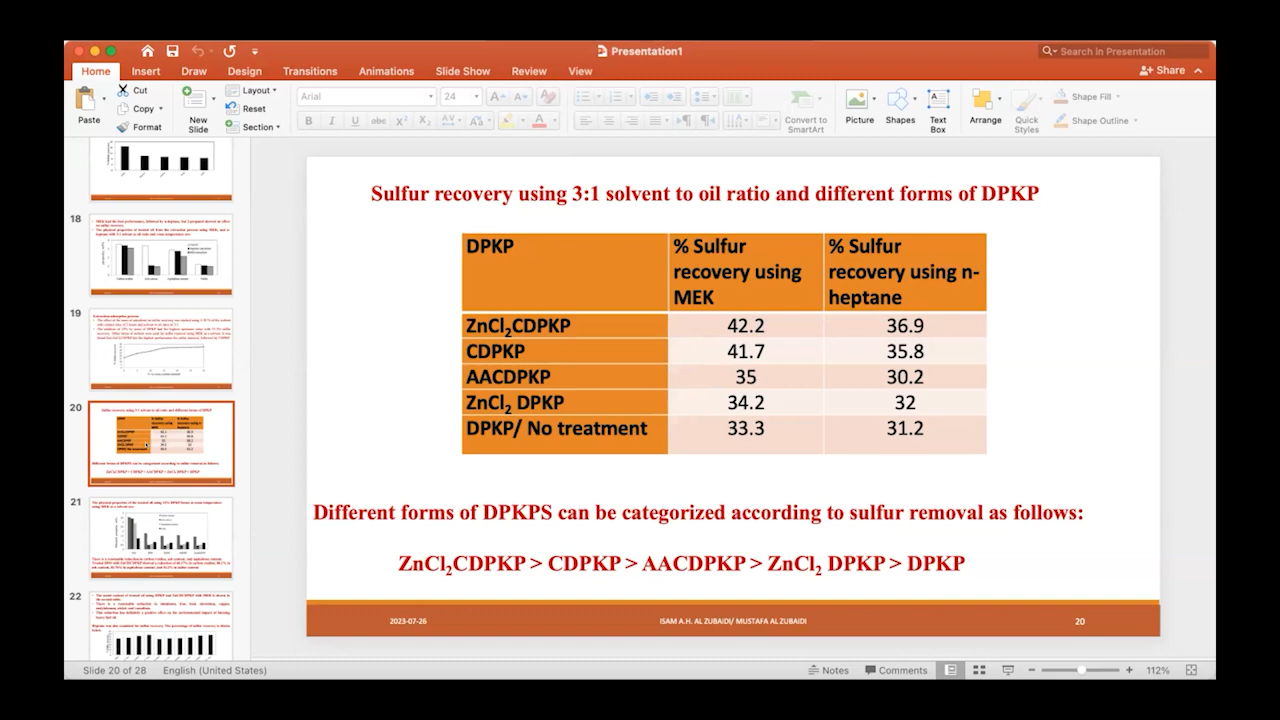 Presentation1
Search in Presentation
Home Insert Draw Design Transitions Animations Slide Show Review View
Share
Paste
Cut
Copy
Format
New
Slide
Layout
Reset
Section
Arial
24
Convert to
SmartArt
Picture
Shapes
Text
Box
Arrange
Quick
Styles
Shape Fill
Shape Outline
18
19
20
21
22
Sulfur recovery using 3:1 solvent to oil ratio and different forms of DPKP
DPKP
% Sulfur
recovery using
MEK
% Sulfur
recovery using n-
heptane
ZnCl2CDPKP 42.2 36.9
CDPKP 41.7 35.8
AACDPKP 35 30.2
ZnCl2 DPKP 34.2 32
DPKP/ No treatment 33.3 31.2
Different forms of DPKPS can be categorized according to sulfur removal as follows:
ZnCl2CDPKP > CDPKP > AACDPKP > ZnCl2 DPKP > DPKP
2023-07-26 ISAM A.H. AL ZUBAIDI/ MUSTAFA AL ZUBAIDI 20
Slide 20 of 28 English (United States)
Notes Comments 112%